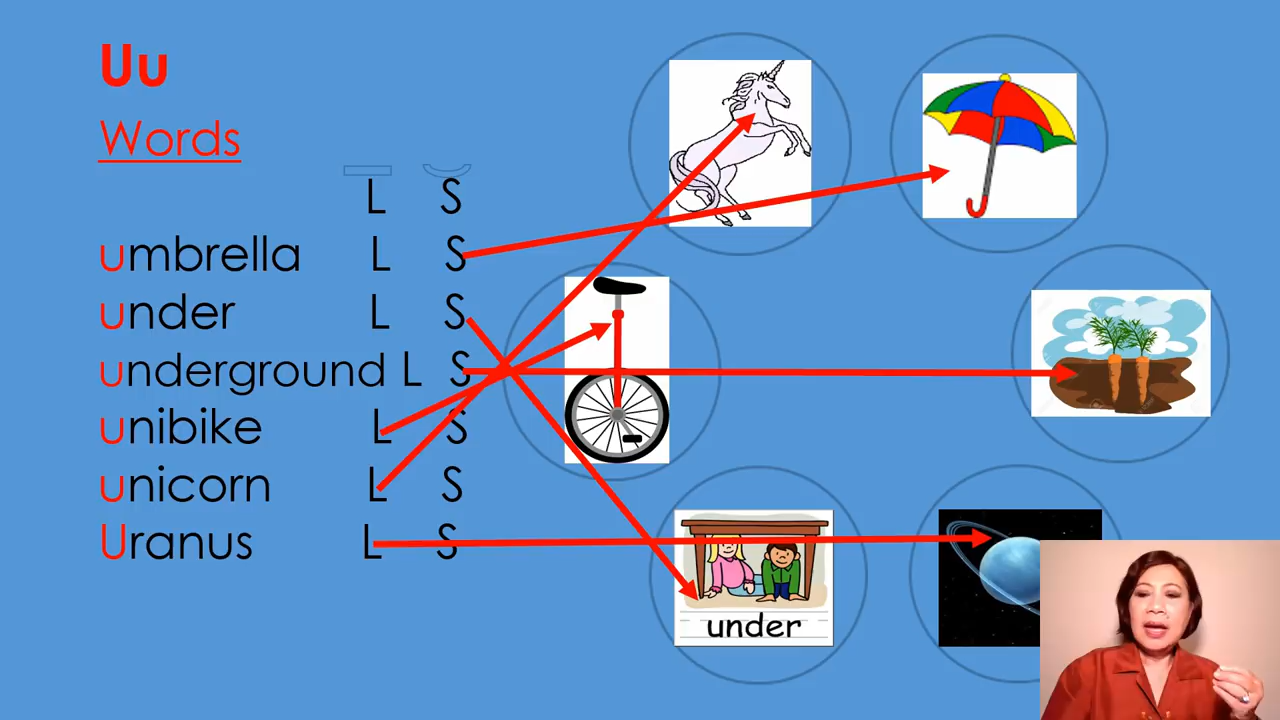 Uu
Words
L S
umbrella L S
under L S
underground L S
unibike L S
unicorn L S
Uranus L S
under